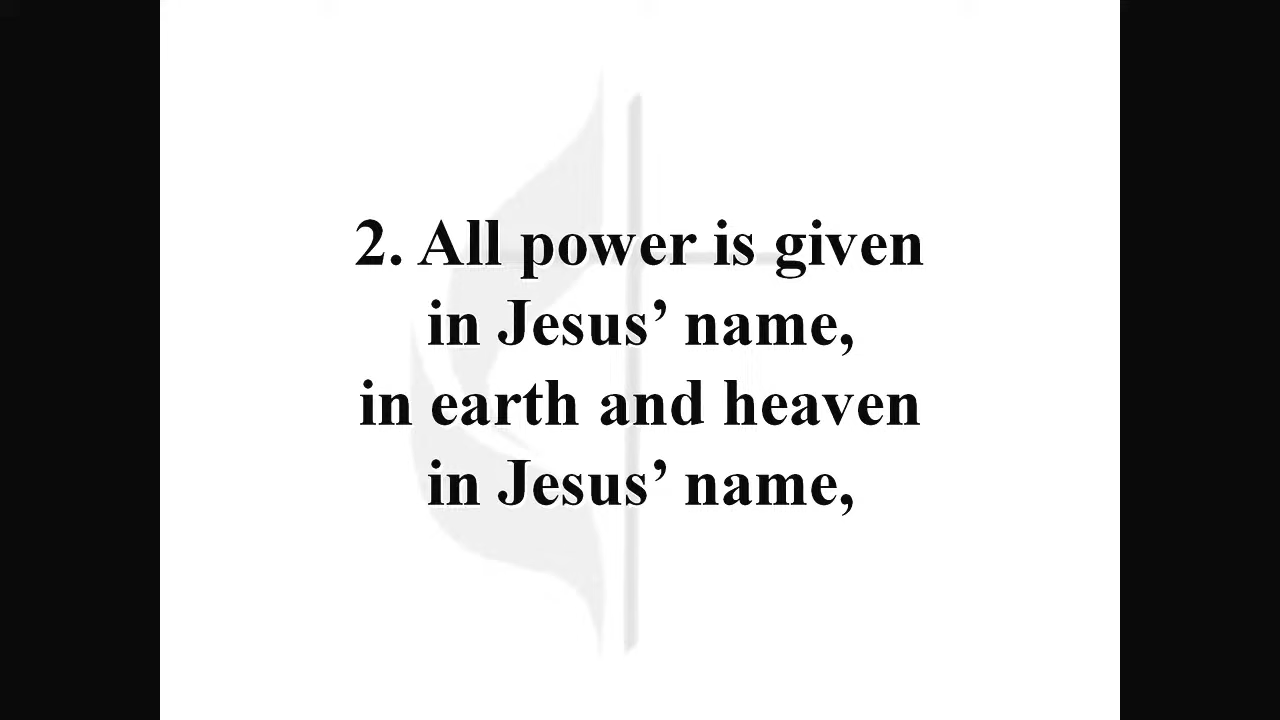 2. All power is given
in Jesus’ name,
in earth and heaven
in Jesus’ name,